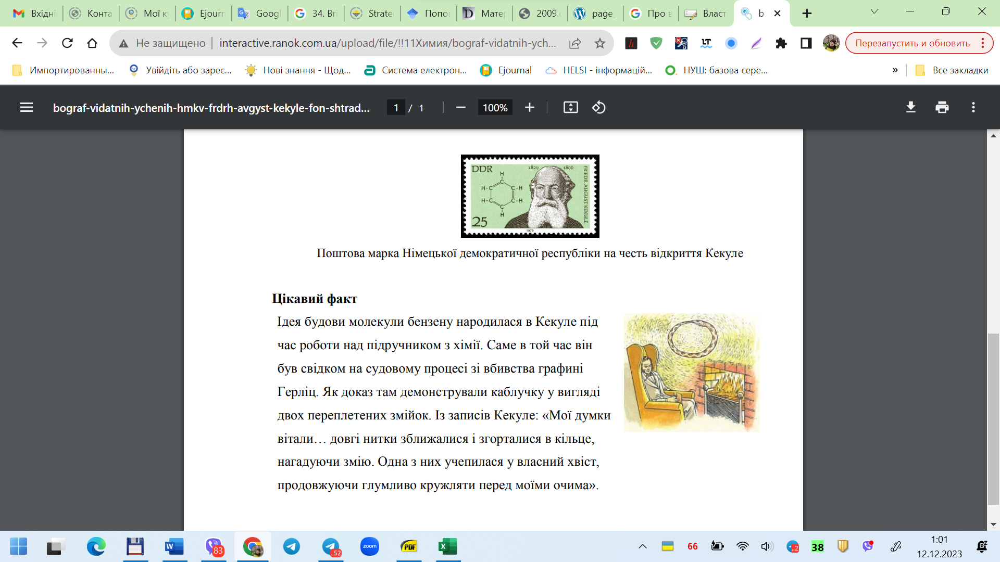 Вхідні
Конта
Мої к
Ejourn
Googl
34. Bri
Strate
Попо
Мате
2009.
page_
Про в
Власт
b
Не защищено
interactive.ranok.com.ua/upload/file/!!11Химия/bograf-vidatnih-ych...
Перезапустить и обновить
Импортированны...
Увійдіть або зареє...
Нові знання - Щод...
Система електрон...
Ejournal
HELSI - інформацій...
НУШ: базова сере...
»
Все закладки
bograf-vidatnih-ychenih-hmkv-frdrh-avgyst-kekyle-fon-shtrad...
1 / 1
100%
DDR
1829 1896
FRIEDR. AUGUST KEKULÉ
H
C
H-C C-H
H-C C-H
C
H
25
1979
Поштова марка Німецької демократичної республіки на честь відкриття Кекуле
Цікавий факт
Ідея будови молекули бензену народилася в Кекуле під
час роботи над підручником з хімії. Саме в той час він
був свідком на судовому процесі зі вбивства графині
Герліц. Як доказ там демонстрували каблучку у вигляді
двох переплетених змійок. Із записів Кекуле: «Мої думки
вітали… довгі нитки зближалися і згорталися в кільце,
нагадуючи змію. Одна з них учепилася у власний хвіст,
продовжуючи глумливо кружляти перед моїми очима».
83
..52
zoom
PDF
66
..2
38
1:01
12.12.2023